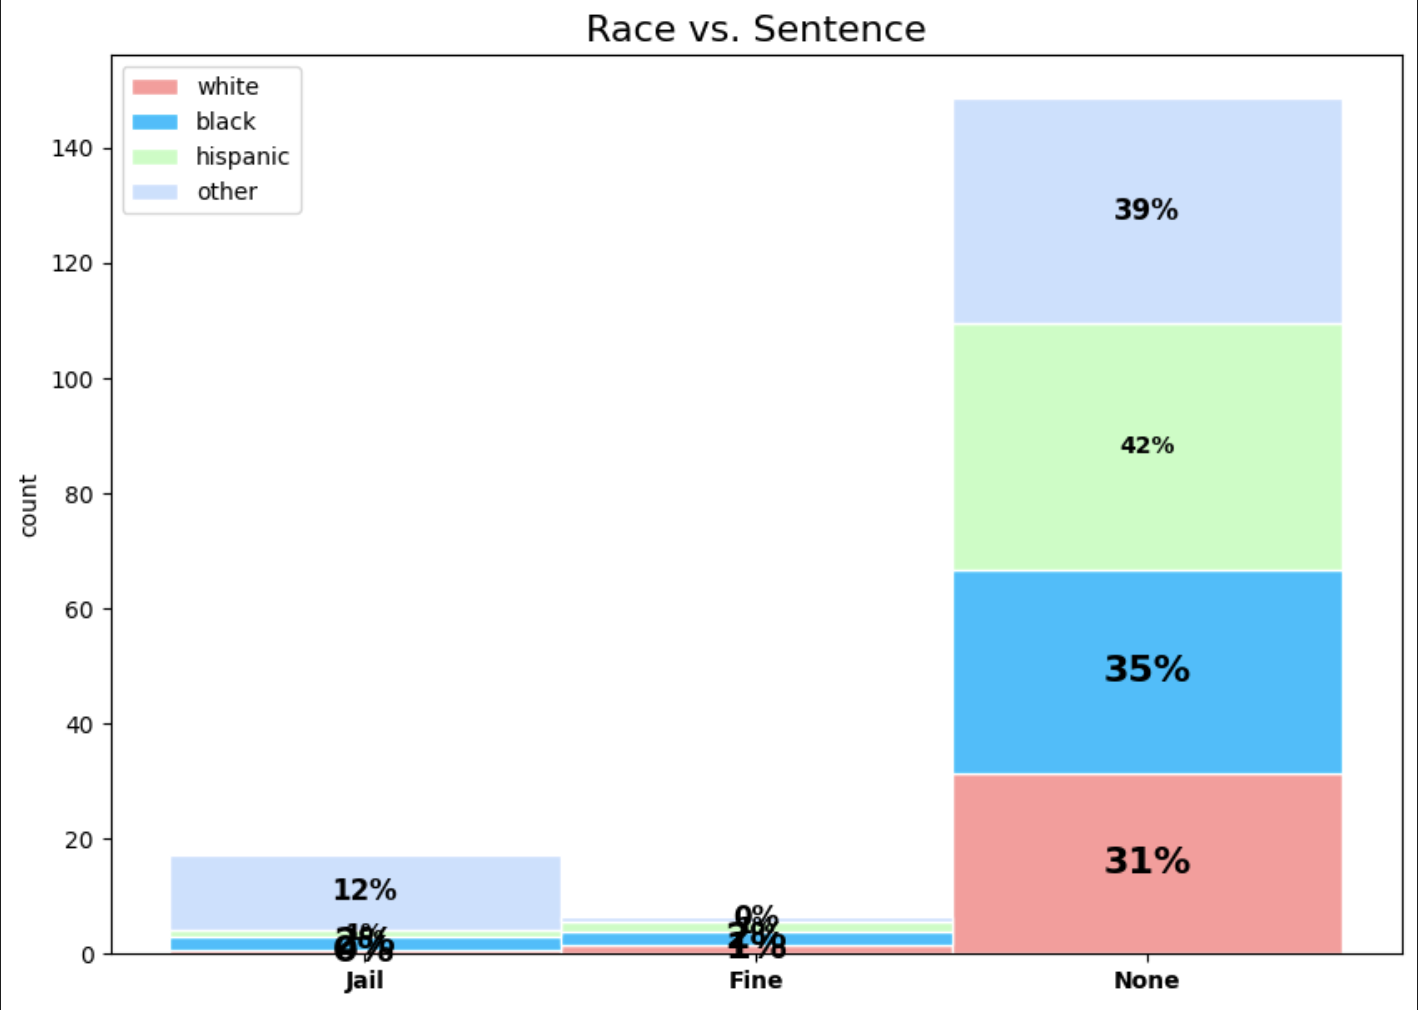 Race vs. Sentence
white
black
hispanic
other
140
120
100
80
60
40
20
0
count
39%
42%
35%
31%
12%
0%
Jail
Fine
None